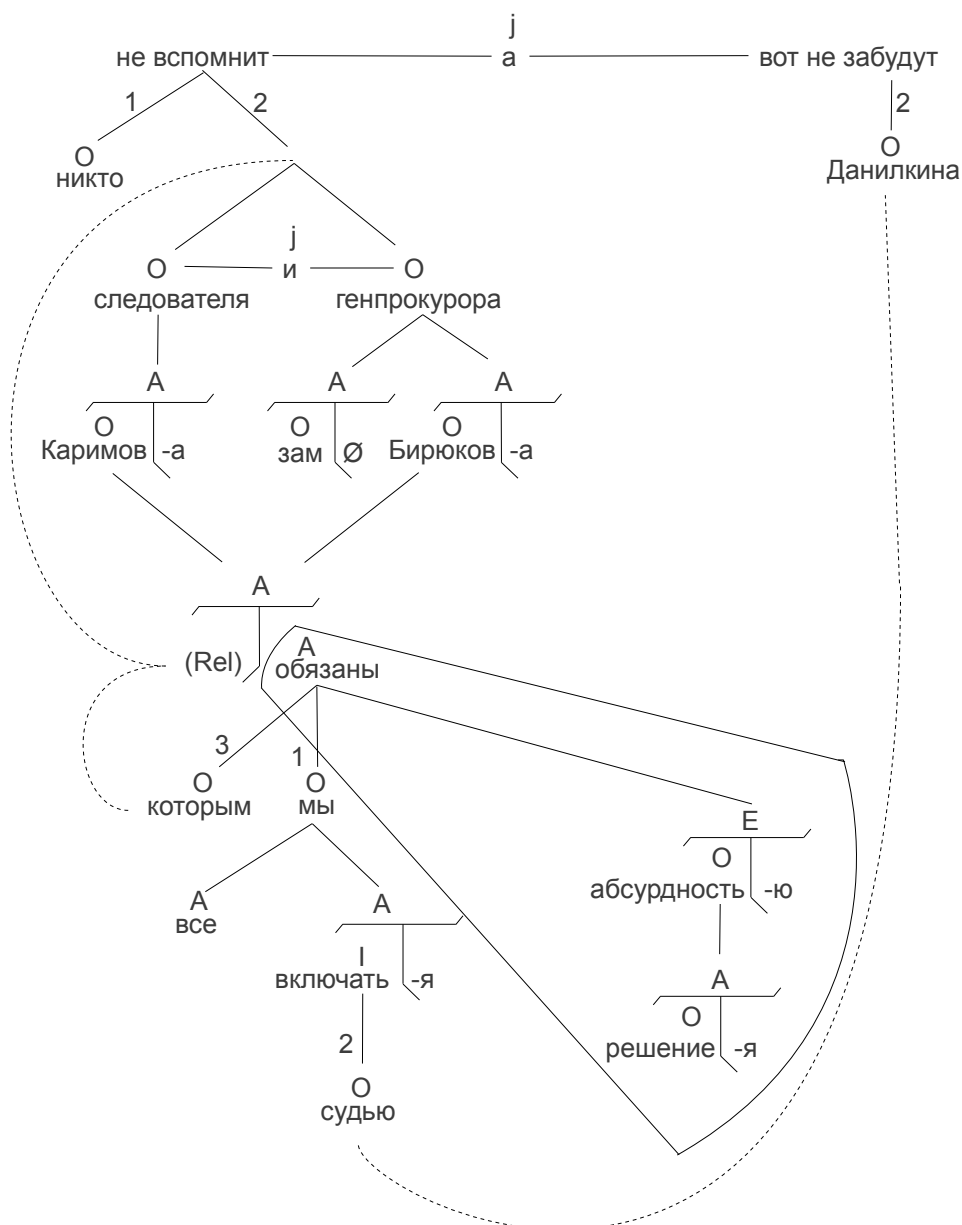 j
не вспомнит а вот не забудут
1 2 2
О О
никто Данилкина
j
О и О
следователя генпрокурора
А А А
О О О
Каримов -а зам Ø Бирюков -а
А
(Rel) А
обязаны
3 1
О О
которым мы
Е
О
абсурдность -ю
А А
все
I
включать -я
А
О
решение -я
2
О
судью